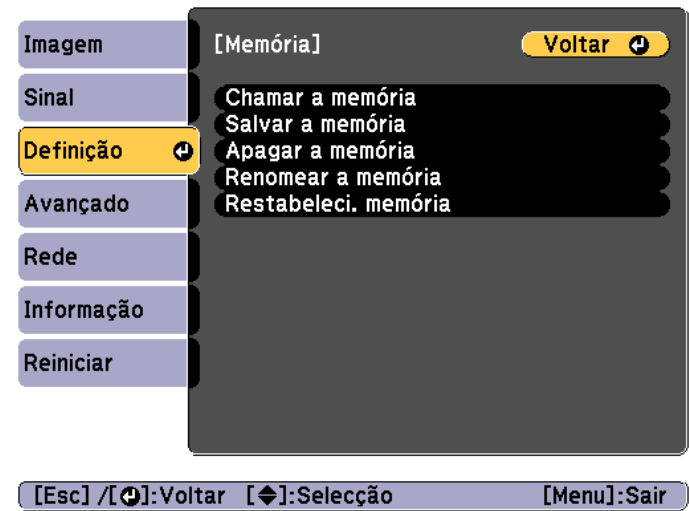 Imagem
Sinal
Definição
Avançado
Rede
Informação
Reiniciar
[Memória]
Voltar
Chamar a memória
Salvar a memória
Apagar a memória
Renomear a memória
Restabeleci. memória
[Esc] /[⏎]:Voltar [◆]:Selecção [Menu]:Sair